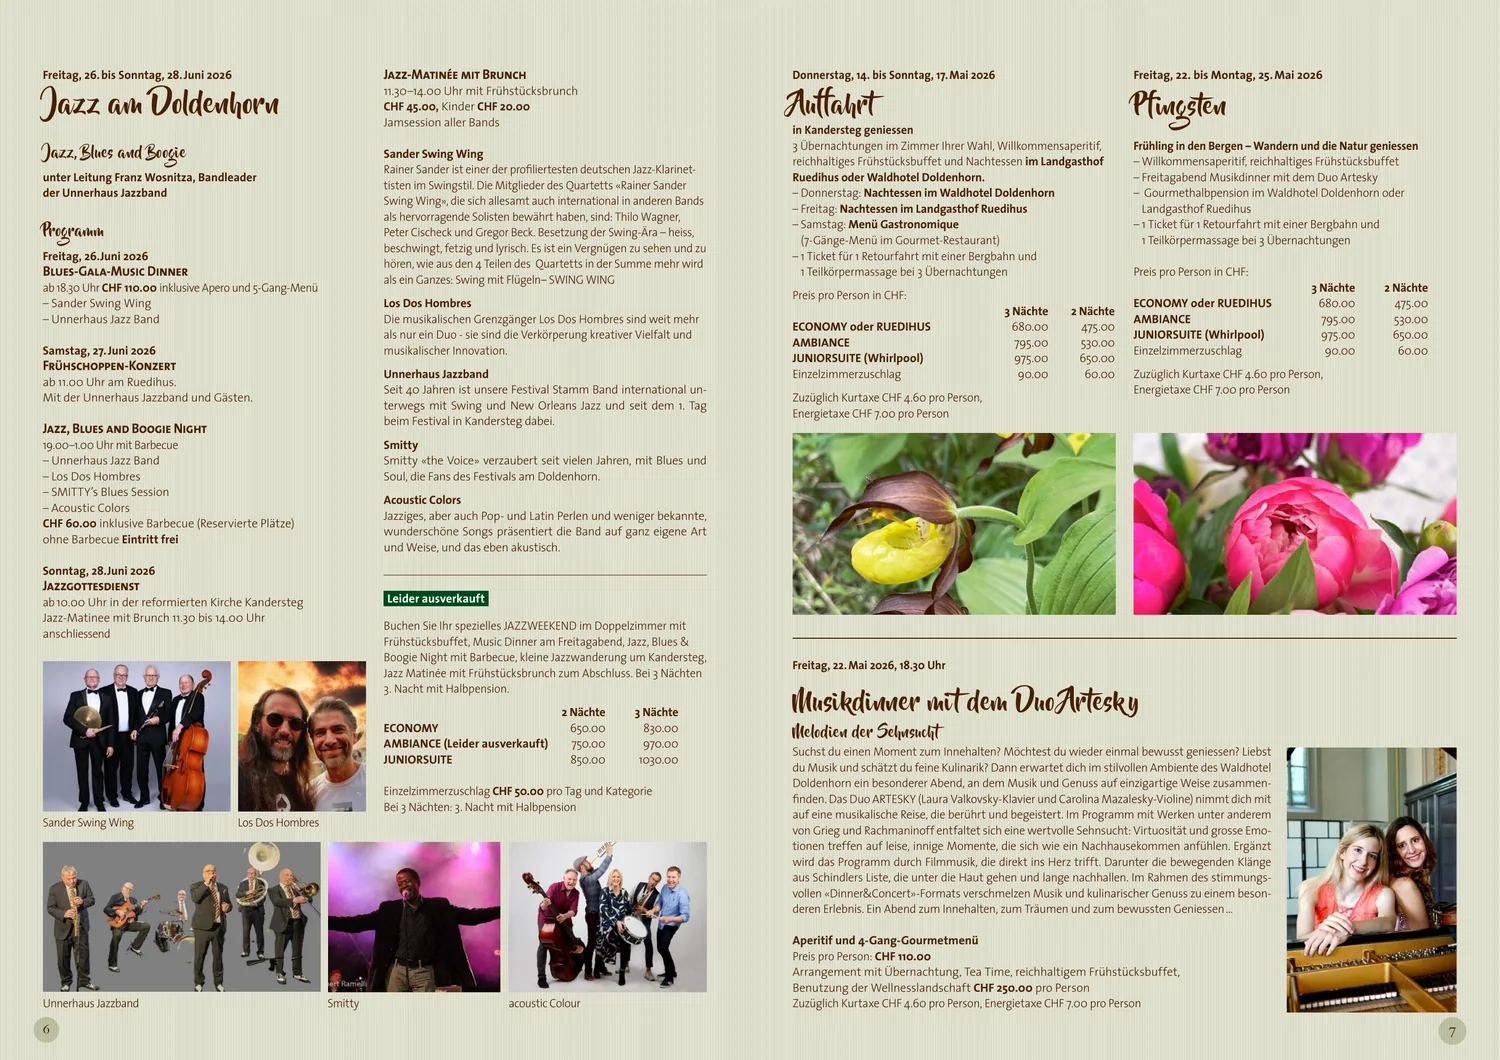 Freitag, 26. bis Sonntag, 28. Juni 2026
Jazz am Doldenhorn
Jazz, Blues and Boogie
unter Leitung Franz Wosnitza, Bandleader
der Unnerhaus Jazzband
Programm
Freitag, 26. Juni 2026
Blues-Gala-Music Dinner
ab 18.30 Uhr CHF 110.00 inklusive Apero und 5-Gang-Menü
– Sander Swing Wing
– Unnerhaus Jazz Band
Samstag, 27. Juni 2026
Frühschoppen-Konzert
ab 11.00 Uhr am Ruedihus.
Mit der Unnerhaus Jazzband und Gästen.
Jazz, Blues and Boogie Night
19.00–1.00 Uhr mit Barbecue
– Unnerhaus Jazz Band
– Los Dos Hombres
– SMITTY's Blues Session
– Acoustic Colors
CHF 60.00 inklusive Barbecue (Reservierte Plätze)
ohne Barbecue Eintritt frei
Sonntag, 28. Juni 2026
Jazzgottesdienst
ab 10.00 Uhr in der reformierten Kirche Kandersteg
Jazz-Matinee mit Brunch 11.30 bis 14.00 Uhr
anschliessend
Sander Swing Wing
Los Dos Hombres
Unnerhaus Jazzband
Smitty
acoustic Colour
6
Jazz-Matinée mit Brunch
11.30–14.00 Uhr mit Frühstücksbrunch
CHF 45.00, Kinder CHF 20.00
Jamsession aller Bands
Sander Swing Wing
Rainer Sander ist einer der profiliertesten deutschen Jazz-Klarinet-
tisten im Swingstil. Die Mitglieder des Quartetts «Rainer Sander
Swing Wing», die sich allesamt auch international in anderen Bands
als hervorragende Solisten bewährt haben, sind: Thilo Wagner,
Peter Cischeck und Gregor Beck. Besetzung der Swing-Ära – heiss,
beschwingt, fetzig und lyrisch. Es ist ein Vergnügen zu sehen und zu
hören, wie aus den 4 Teilen des Quartetts in der Summe mehr wird
als ein Ganzes: Swing mit Flügeln– SWING WING
Los Dos Hombres
Die musikalischen Grenzgänger Los Dos Hombres sind weit mehr
als nur ein Duo - sie sind die Verkörperung kreativer Vielfalt und
musikalischer Innovation.
Unnerhaus Jazzband
Seit 40 Jahren ist unsere Festival Stamm Band international un-
terwegs mit Swing und New Orleans Jazz und seit dem 1. Tag
beim Festival in Kandersteg dabei.
Smitty
Smitty «the Voice» verzaubert seit vielen Jahren, mit Blues und
Soul, die Fans des Festivals am Doldenhorn.
Acoustic Colors
Jazziges, aber auch Pop- und Latin Perlen und weniger bekannte,
wunderschöne Songs präsentiert die Band auf ganz eigene Art
und Weise, und das eben akustisch.
Leider ausverkauft
Buchen Sie Ihr spezielles JAZZWEEKEND im Doppelzimmer mit
Frühstücksbuffet, Music Dinner am Freitagabend, Jazz, Blues &
Boogie Night mit Barbecue, kleine Jazzwanderung um Kandersteg,
Jazz Matinée mit Frühstücksbrunch zum Abschluss. Bei 3 Nächten
3. Nacht mit Halbpension.
2 Nächte 3 Nächte
ECONOMY 650.00 830.00
AMBIANCE (Leider ausverkauft) 750.00 970.00
JUNIORSUITE 850.00 1030.00
Einzelzimmerzuschlag CHF 50.00 pro Tag und Kategorie
Bei 3 Nächten: 3. Nacht mit Halbpension
Donnerstag, 14. bis Sonntag, 17. Mai 2026
Auffahrt
in Kandersteg geniessen
3 Übernachtungen im Zimmer Ihrer Wahl, Willkommensaperitif,
reichhaltiges Frühstücksbuffet und Nachtessen im Landgasthof
Ruedihus oder Waldhotel Doldenhorn.
– Donnerstag: Nachtessen im Waldhotel Doldenhorn
– Freitag: Nachtessen im Landgasthof Ruedihus
– Samstag: Menü Gastronomique
(7-Gänge-Menü im Gourmet-Restaurant)
– 1 Ticket für 1 Retourfahrt mit einer Bergbahn und
1 Teilkörpermassage bei 3 Übernachtungen
Preis pro Person in CHF:
3 Nächte 2 Nächte
ECONOMY oder RUEDIHUS 680.00 475.00
AMBIANCE 795.00 530.00
JUNIORSUITE (Whirlpool) 975.00 650.00
Einzelzimmerzuschlag 90.00 60.00
Zuzüglich Kurtaxe CHF 4.60 pro Person,
Energietaxe CHF 7.00 pro Person
Freitag, 22. bis Montag, 25. Mai 2026
Pfingsten
Frühling in den Bergen – Wandern und die Natur geniessen
– Willkommensaperitif, reichhaltiges Frühstücksbuffet
– Freitagabend Musikdinner mit dem Duo Artesky
– Gourmethalbpension im Waldhotel Doldenhorn oder
Landgasthof Ruedihus
– 1 Ticket für 1 Retourfahrt mit einer Bergbahn und
1 Teilkörpermassage bei 3 Übernachtungen
Preis pro Person in CHF:
3 Nächte 2 Nächte
ECONOMY oder RUEDIHUS 680.00 475.00
AMBIANCE 795.00 530.00
JUNIORSUITE (Whirlpool) 975.00 650.00
Einzelzimmerzuschlag 90.00 60.00
Zuzüglich Kurtaxe CHF 4.60 pro Person,
Energietaxe CHF 7.00 pro Person
Freitag, 22. Mai 2026, 18.30 Uhr
Musikdinner mit dem Duo Artesky
Melodien der Sehnsucht
Suchst du einen Moment zum Innehalten? Möchtest du wieder einmal bewusst geniessen? Liebst
du Musik und schätzt du feine Kulinarik? Dann erwartet dich im stilvollen Ambiente des Waldhotel
Doldenhorn ein besonderer Abend, an dem Musik und Genuss auf einzigartige Weise zusammen-
finden. Das Duo ARTESKY (Laura Valkovsky-Klavier und Carolina Mazalesky-Violine) nimmt dich mit
auf eine musikalische Reise, die berührt und begeistert. Im Programm mit Werken unter anderem
von Grieg und Rachmaninoff entfaltet sich eine wertvolle Sehnsucht: Virtuosität und grosse Emo-
tionen treffen auf leise, innige Momente, die sich wie ein Nachhausekommen anfühlen. Ergänzt
wird das Programm durch Filmmusik, die direkt ins Herz trifft. Darunter die bewegenden Klänge
aus Schindlers Liste, die unter die Haut gehen und lange nachhallen. Im Rahmen des stimmungs-
vollen «Dinner&Concert»-Formats verschmelzen Musik und kulinarischer Genuss zu einem beson-
deren Erlebnis. Ein Abend zum Innehalten, zum Träumen und zum bewussten Geniessen ...
Aperitif und 4-Gang-Gourmetmenü
Preis pro Person: CHF 110.00
Arrangement mit Übernachtung, Tea Time, reichhaltigem Frühstücksbuffet,
Benutzung der Wellnesslandschaft CHF 250.00 pro Person
Zuzüglich Kurtaxe CHF 4.60 pro Person, Energietaxe CHF 7.00 pro Person
7